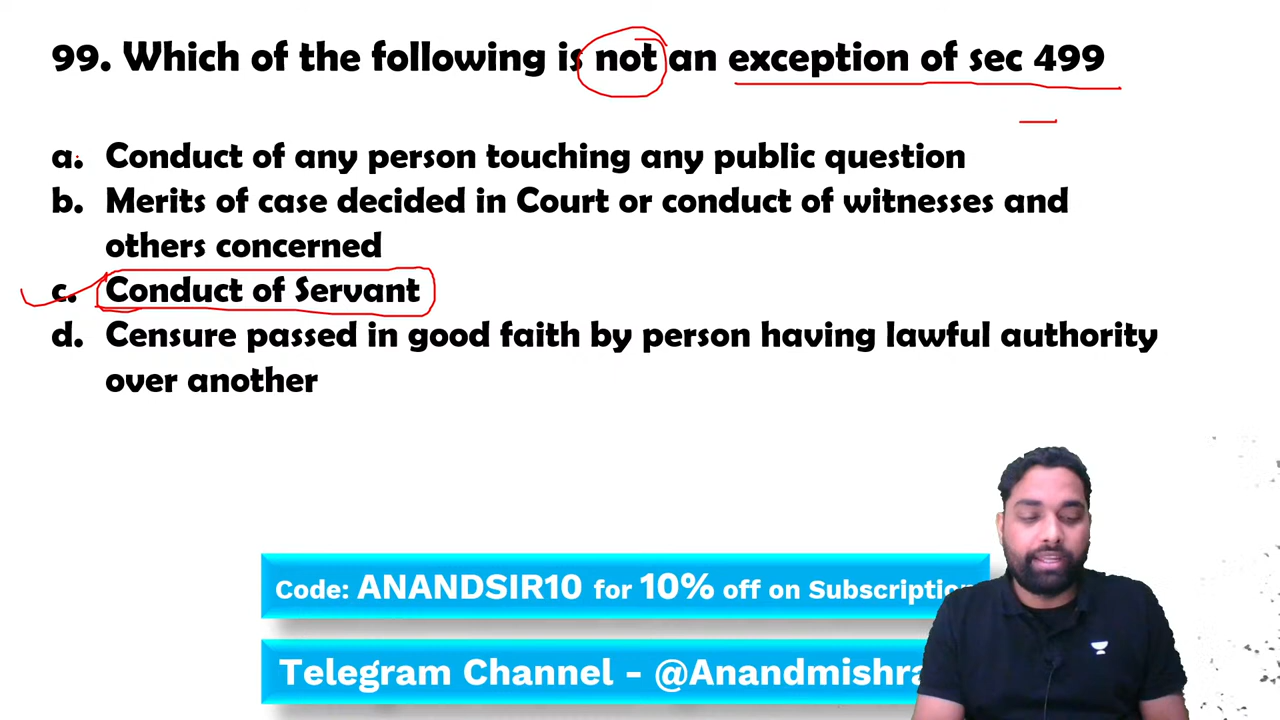 99. Which of the following is not an exception of sec 499
a. Conduct of any person touching any public question
b. Merits of case decided in Court or conduct of witnesses and
others concerned
c. Conduct of Servant
d. Censure passed in good faith by person having lawful authority
over another
Code: ANANDSIR10 for 10% off on Subscription
Telegram Channel - @Anandmishra